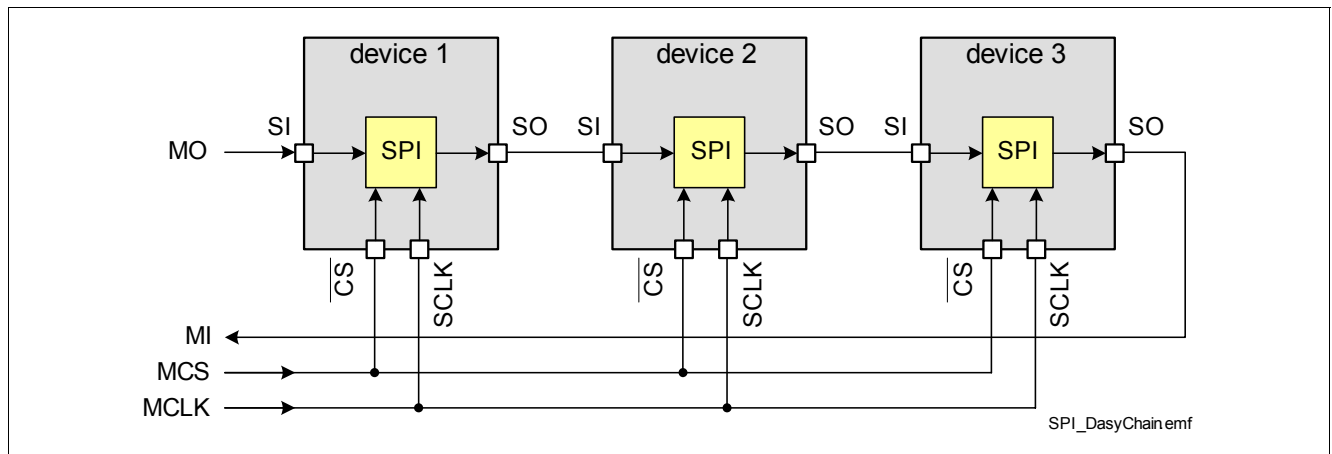 device 1
device 2
device 3
MO
SI
SPI
SO
SI
SPI
SO
SI
SPI
SO
CS
SCLK
CS
SCLK
CS
SCLK
MI
MCS
MCLK
SPI_DasyChain.emf